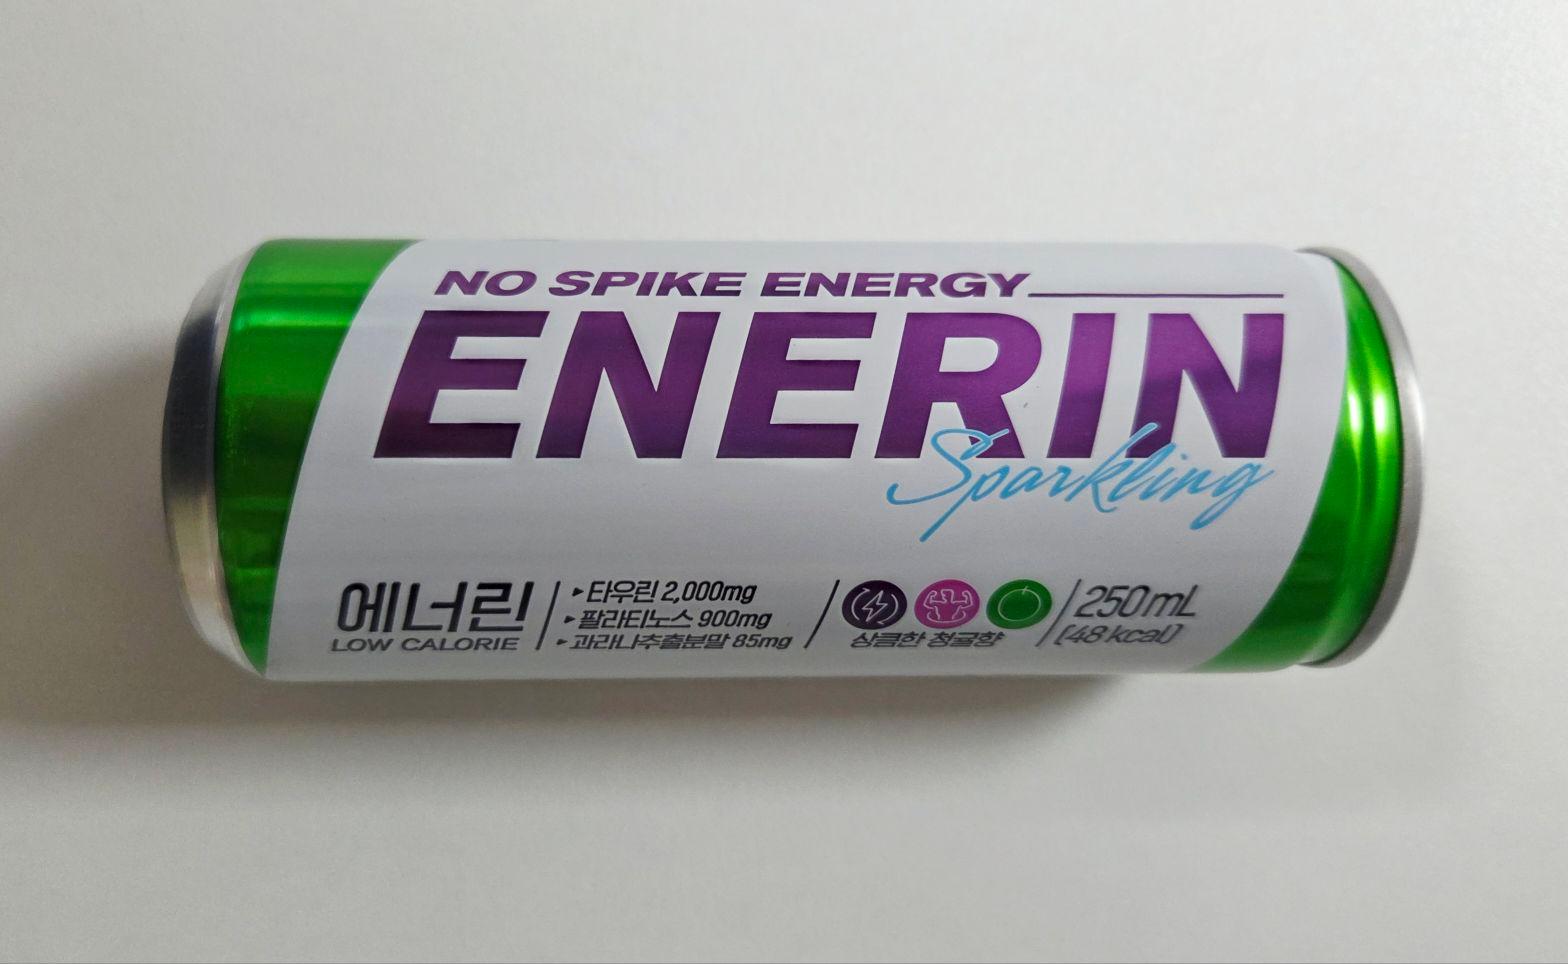 NO SPIKE ENERGY
ENERIN
Sparkling
에너린
LOW CALORIE
▸타우린 2,000mg
▸팔라티노스 900mg
▸과라나추출분말 85mg
상큼한 청귤향
250mL
[48 kcal]